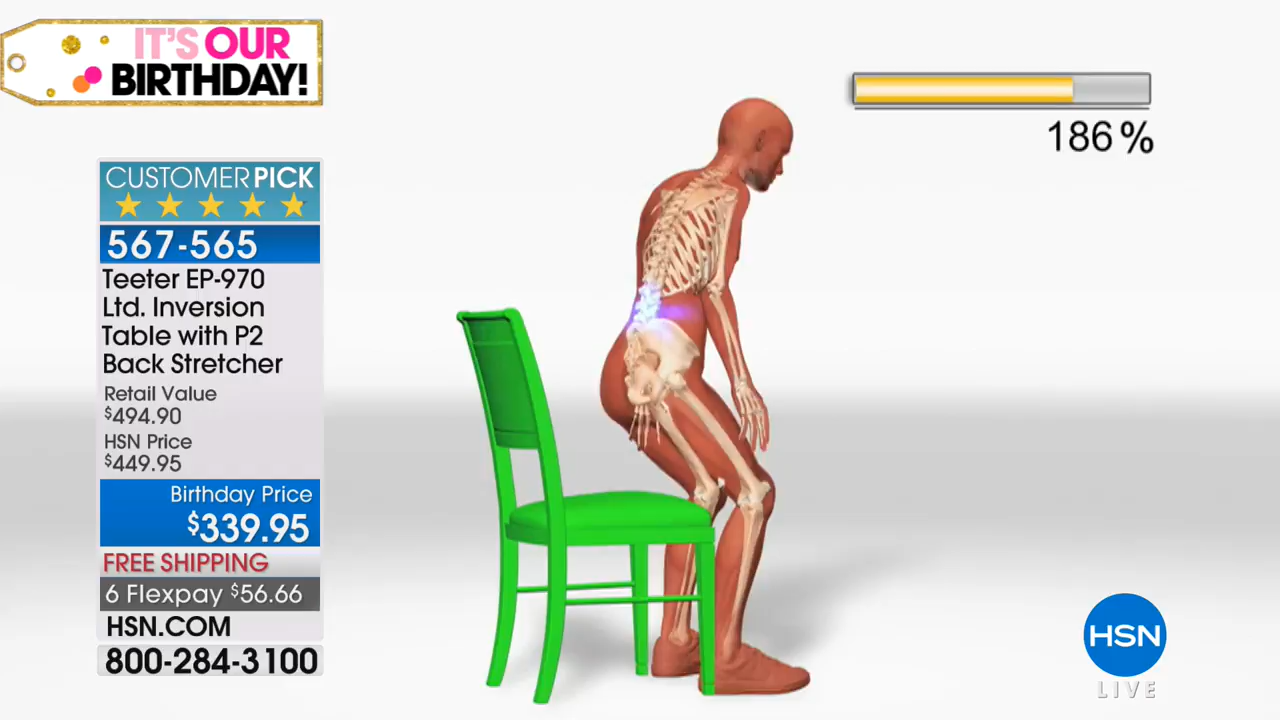 IT'S OUR
BIRTHDAY!
186%
CUSTOMER PICK
567-565
Teeter EP-970
Ltd. Inversion
Table with P2
Back Stretcher
Retail Value
$494.90
HSN Price
$449.95
Birthday Price
$339.95
FREE SHIPPING
6 Flexpay $56.66
HSN.COM
800-284-3100
HSN
LIVE